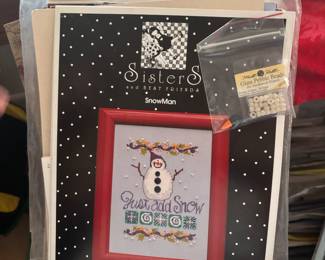 SisterS
and BEST FRIENDS
SnowMan
Glass Pebble Beads
Just add Snow